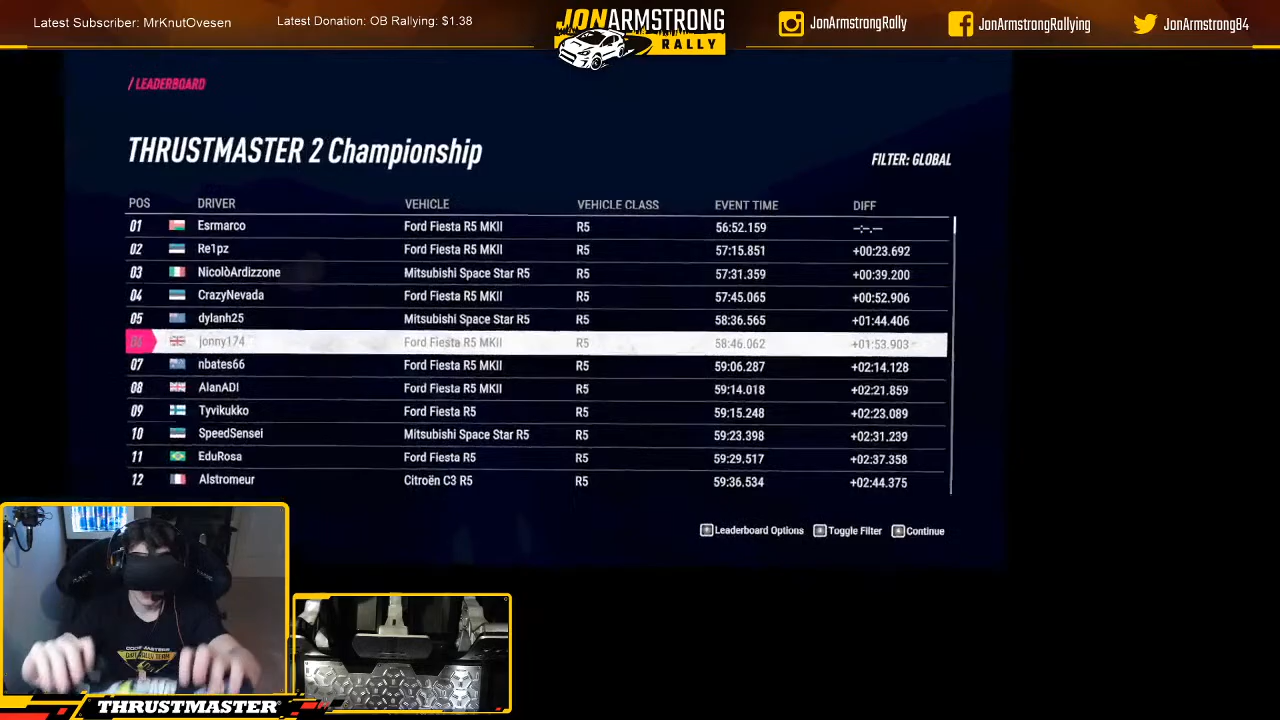 Latest Subscriber: MrKnutOvesen
Latest Donation: OB Rallying: $1.38
JONARMSTRONG
RALLY
JonArmstrongRally
JonArmstrongRallying
JonArmstrong84
/ LEADERBOARD
THRUSTMASTER 2 Championship
FILTER: GLOBAL
POS DRIVER VEHICLE VEHICLE CLASS EVENT TIME DIFF
01 Esrmarco Ford Fiesta R5 MKII R5 56:52.159 --:--.---
02 Re1pz Ford Fiesta R5 MKII R5 57:15.851 +00:23.692
03 NicolòArdizzone Mitsubishi Space Star R5 R5 57:31.359 +00:39.200
04 CrazyNevada Ford Fiesta R5 MKII R5 57:45.065 +00:52.906
05 dylanh25 Mitsubishi Space Star R5 R5 58:36.565 +01:44.406
06 jonny174 Ford Fiesta R5 MKII R5 58:46.062 +01:53.903
07 nbates66 Ford Fiesta R5 MKII R5 59:06.287 +02:14.128
08 AlanAD! Ford Fiesta R5 MKII R5 59:14.018 +02:21.859
09 Tyvikukko Ford Fiesta R5 R5 59:15.248 +02:23.089
10 SpeedSensei Mitsubishi Space Star R5 R5 59:23.398 +02:31.239
11 EduRosa Ford Fiesta R5 R5 59:29.517 +02:37.358
12 Alstromeur Citroën C3 R5 R5 59:36.534 +02:44.375
Leaderboard Options Toggle Filter Continue
THRUSTMASTER